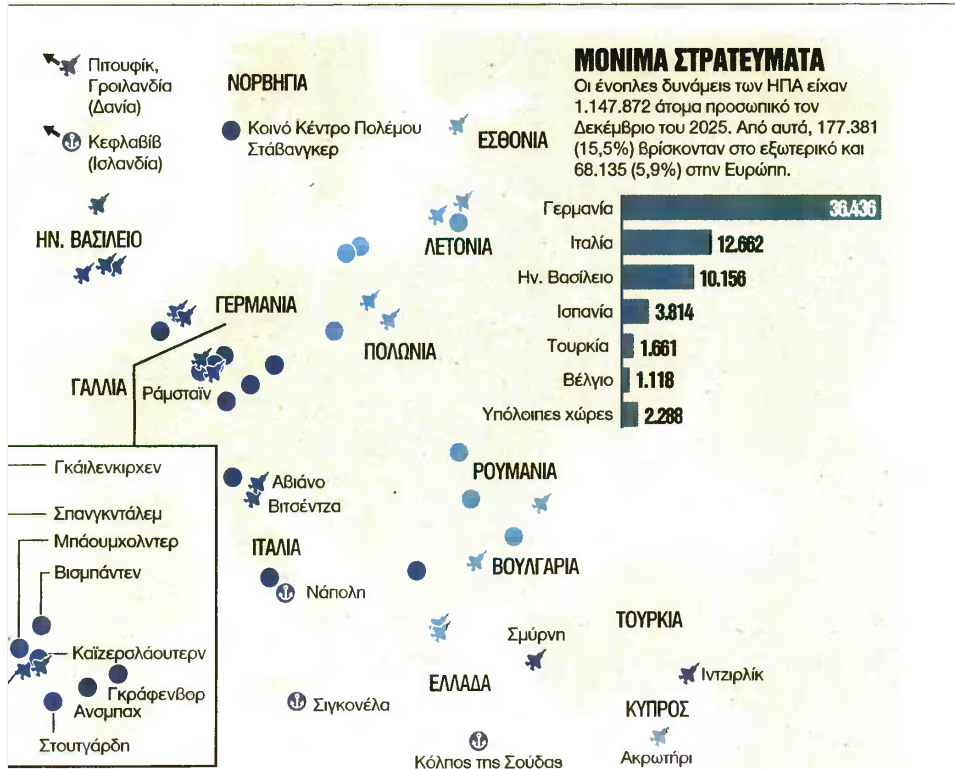 Πιτουφίκ,
Γροιλανδία
(Δανία)
Κεφλαβίβ
(Ισλανδία)
ΝΟΡΒΗΓΙΑ
Κοινό Κέντρο Πολέμου
Στάβανγκερ
ΕΣΘΟΝΙΑ
ΗΝ. ΒΑΣΙΛΕΙΟ
ΛΕΤΟΝΙΑ
ΓΕΡΜΑΝΙΑ
ΠΟΛΩΝΙΑ
ΓΑΛΛΙΑ
Ράμσταϊν
ΜΟΝΙΜΑ ΣΤΡΑΤΕΥΜΑΤΑ
Οι ένοπλες δυνάμεις των ΗΠΑ είχαν
1.147.872 άτομα προσωπικό τον
Δεκέμβριο του 2025. Από αυτά, 177.381
(15,5%) βρίσκονταν στο εξωτερικό και
68.135 (5,9%) στην Ευρώπη.
Γερμανία 36.436
Ιταλία 12.662
Ην. Βασίλειο 10.156
Ισπανία 3.814
Τουρκία 1.661
Βέλγιο 1.118
Υπόλοιπες χώρες 2.288
Γκάιλενκιρχεν
Σπανγκντάλεμ
Μπάουμχολντερ
Βισμπάντεν
Καϊζερσλάουτερν
Γκράφενβορ
Ανσμπαχ
Στουτγάρδη
Αβιάνο
Βιτσέντζα
ΡΟΥΜΑΝΙΑ
ΙΤΑΛΙΑ
ΒΟΥΛΓΑΡΙΑ
Νάπολη
Σμύρνη
ΤΟΥΡΚΙΑ
ΕΛΛΑΔΑ
Ιντζιρλίκ
Σιγκονέλα
ΚΥΠΡΟΣ
Κόλπος της Σούδας
Ακρωτήρι